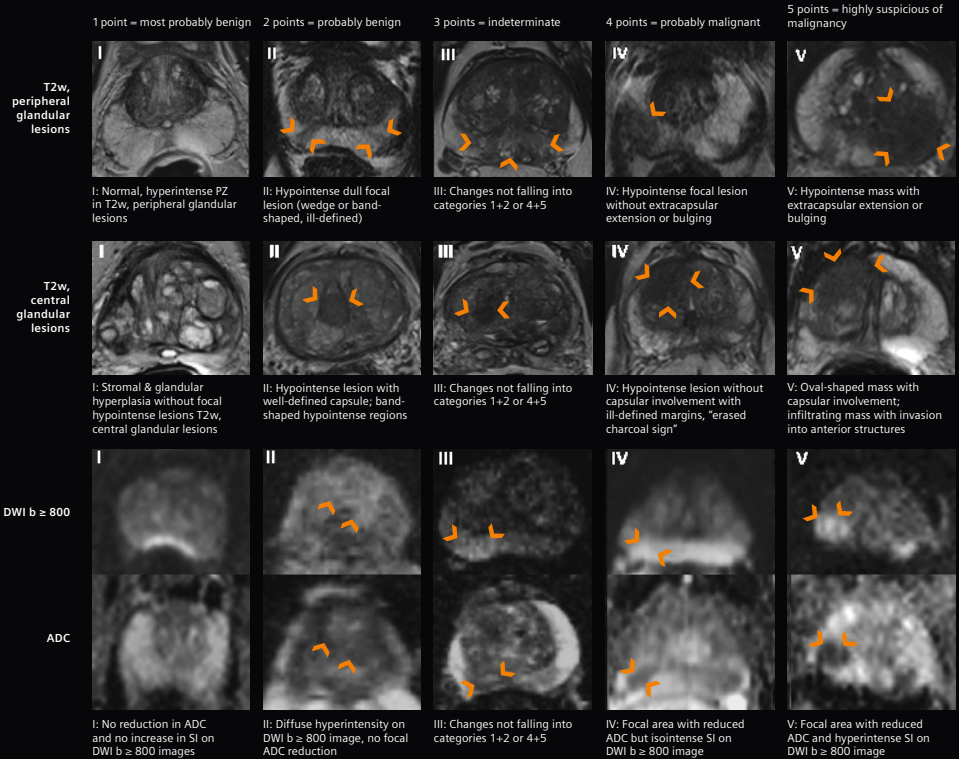 1 point = most probably benign
2 points = probably benign
3 points = indeterminate
4 points = probably malignant
5 points = highly suspicious of
malignancy
T2w,
peripheral
glandular
lesions
I
II
III
IV
V
I: Normal, hyperintense PZ
in T2w, peripheral glandular
lesions
II: Hypointense dull focal
lesion (wedge or band-
shaped, ill-defined)
III: Changes not falling into
categories 1+2 or 4+5
IV: Hypointense focal lesion
without extracapsular
extension or bulging
V: Hypointense mass with
extracapsular extension or
bulging
T2w,
central
glandular
lesions
I
II
III
IV
V
I: Stromal & glandular
hyperplasia without focal
hypointense lesions T2w,
central glandular lesions
II: Hypointense lesion with
well-defined capsule; band-
shaped hypointense regions
III: Changes not falling into
categories 1+2 or 4+5
IV: Hypointense lesion without
capsular involvement with
ill-defined margins, “erased
charcoal sign”
V: Oval-shaped mass with
capsular involvement;
infiltrating mass with invasion
into anterior structures
DWI b ≥ 800
I
II
III
IV
V
ADC
I: No reduction in ADC
and no increase in SI on
DWI b ≥ 800 images
II: Diffuse hyperintensity on
DWI b ≥ 800 image, no focal
ADC reduction
III: Changes not falling into
categories 1+2 or 4+5
IV: Focal area with reduced
ADC but isointense SI on
DWI b ≥ 800 image
V: Focal area with reduced
ADC and hyperintense SI on
DWI b ≥ 800 image